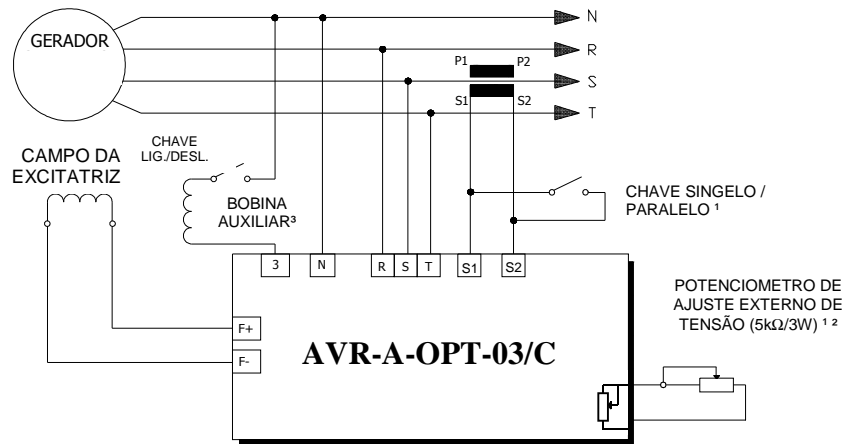 GERADOR
N
R
S
T
P1
P2
S1
S2
CHAVE
LIG./DESL.
CAMPO DA
EXCITATRIZ
BOBINA
AUXILIAR³
CHAVE SINGELO /
PARALELO ¹
3
N
R
S
T
S1
S2
POTENCIOMETRO DE
AJUSTE EXTERNO DE
TENSÃO (5kΩ/3W) ¹ ²
F+
F-
AVR-A-OPT-03/C